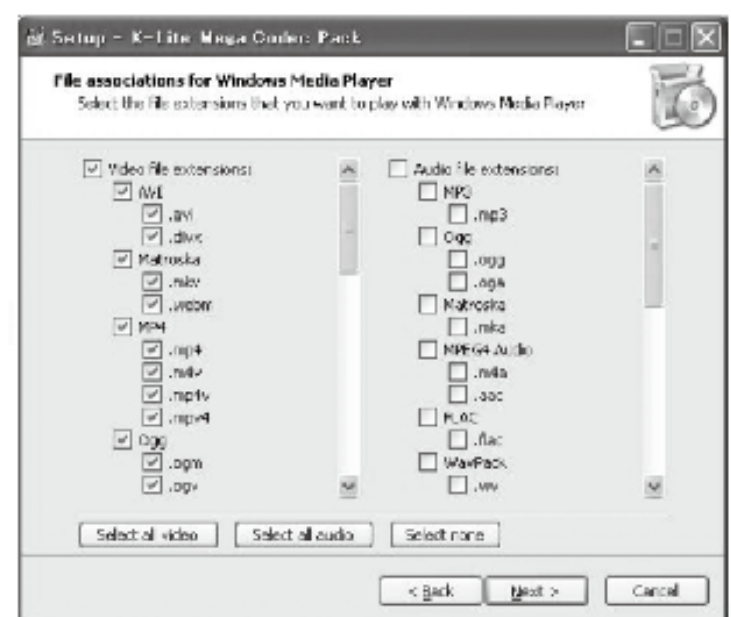 Setup - K-Lite Mega Codec Pack
File associations for Windows Media Player
Select the file extensions that you want to play with Windows Media Player
Video file extensions:
AVI
.avi
.divx
Matroska
.mkv
.webm
MP4
.mp4
.m4v
.mp4v
.mpv4
Ogg
.ogm
.ogv
Audio file extensions:
MP3
.mp3
Ogg
.ogg
.oga
Matroska
.mka
MPEG4 Audio
.m4a
.aac
FLAC
.flac
WavPack
.wv
Select all video
Select all audio
Select none
< Back
Next >
Cancel